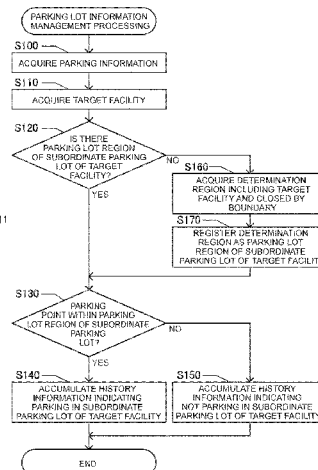 PARKING LOT INFORMATION
MANAGEMENT PROCESSING
S100
ACQUIRE PARKING INFORMATION
S110
ACQUIRE TARGET FACILITY
S120
IS THERE
PARKING LOT REGION
OF SUBORDINATE PARKING
LOT OF TARGET
FACILITY?
NO
YES
S160
ACQUIRE DETERMINATION
REGION INCLUDING TARGET
FACILITY AND CLOSED BY
BOUNDARY
S170
REGISTER DETERMINATION
REGION AS PARKING LOT
REGION OF SUBORDINATE
PARKING LOT OF TARGET FACILIT
11
S130
PARKING
POINT WITHIN PARKING
LOT REGION OF SUBORDINATE
PARKING
LOT?
NO
YES
S140
ACCUMULATE HISTORY
INFORMATION INDICATING
PARKING IN SUBORDINATE
PARKING LOT OF TARGET FACILITY
S150
ACCUMULATE HISTORY
INFORMATION INDICATING
NOT PARKING IN SUBORDINATE
PARKING LOT OF TARGET FACILITY
END